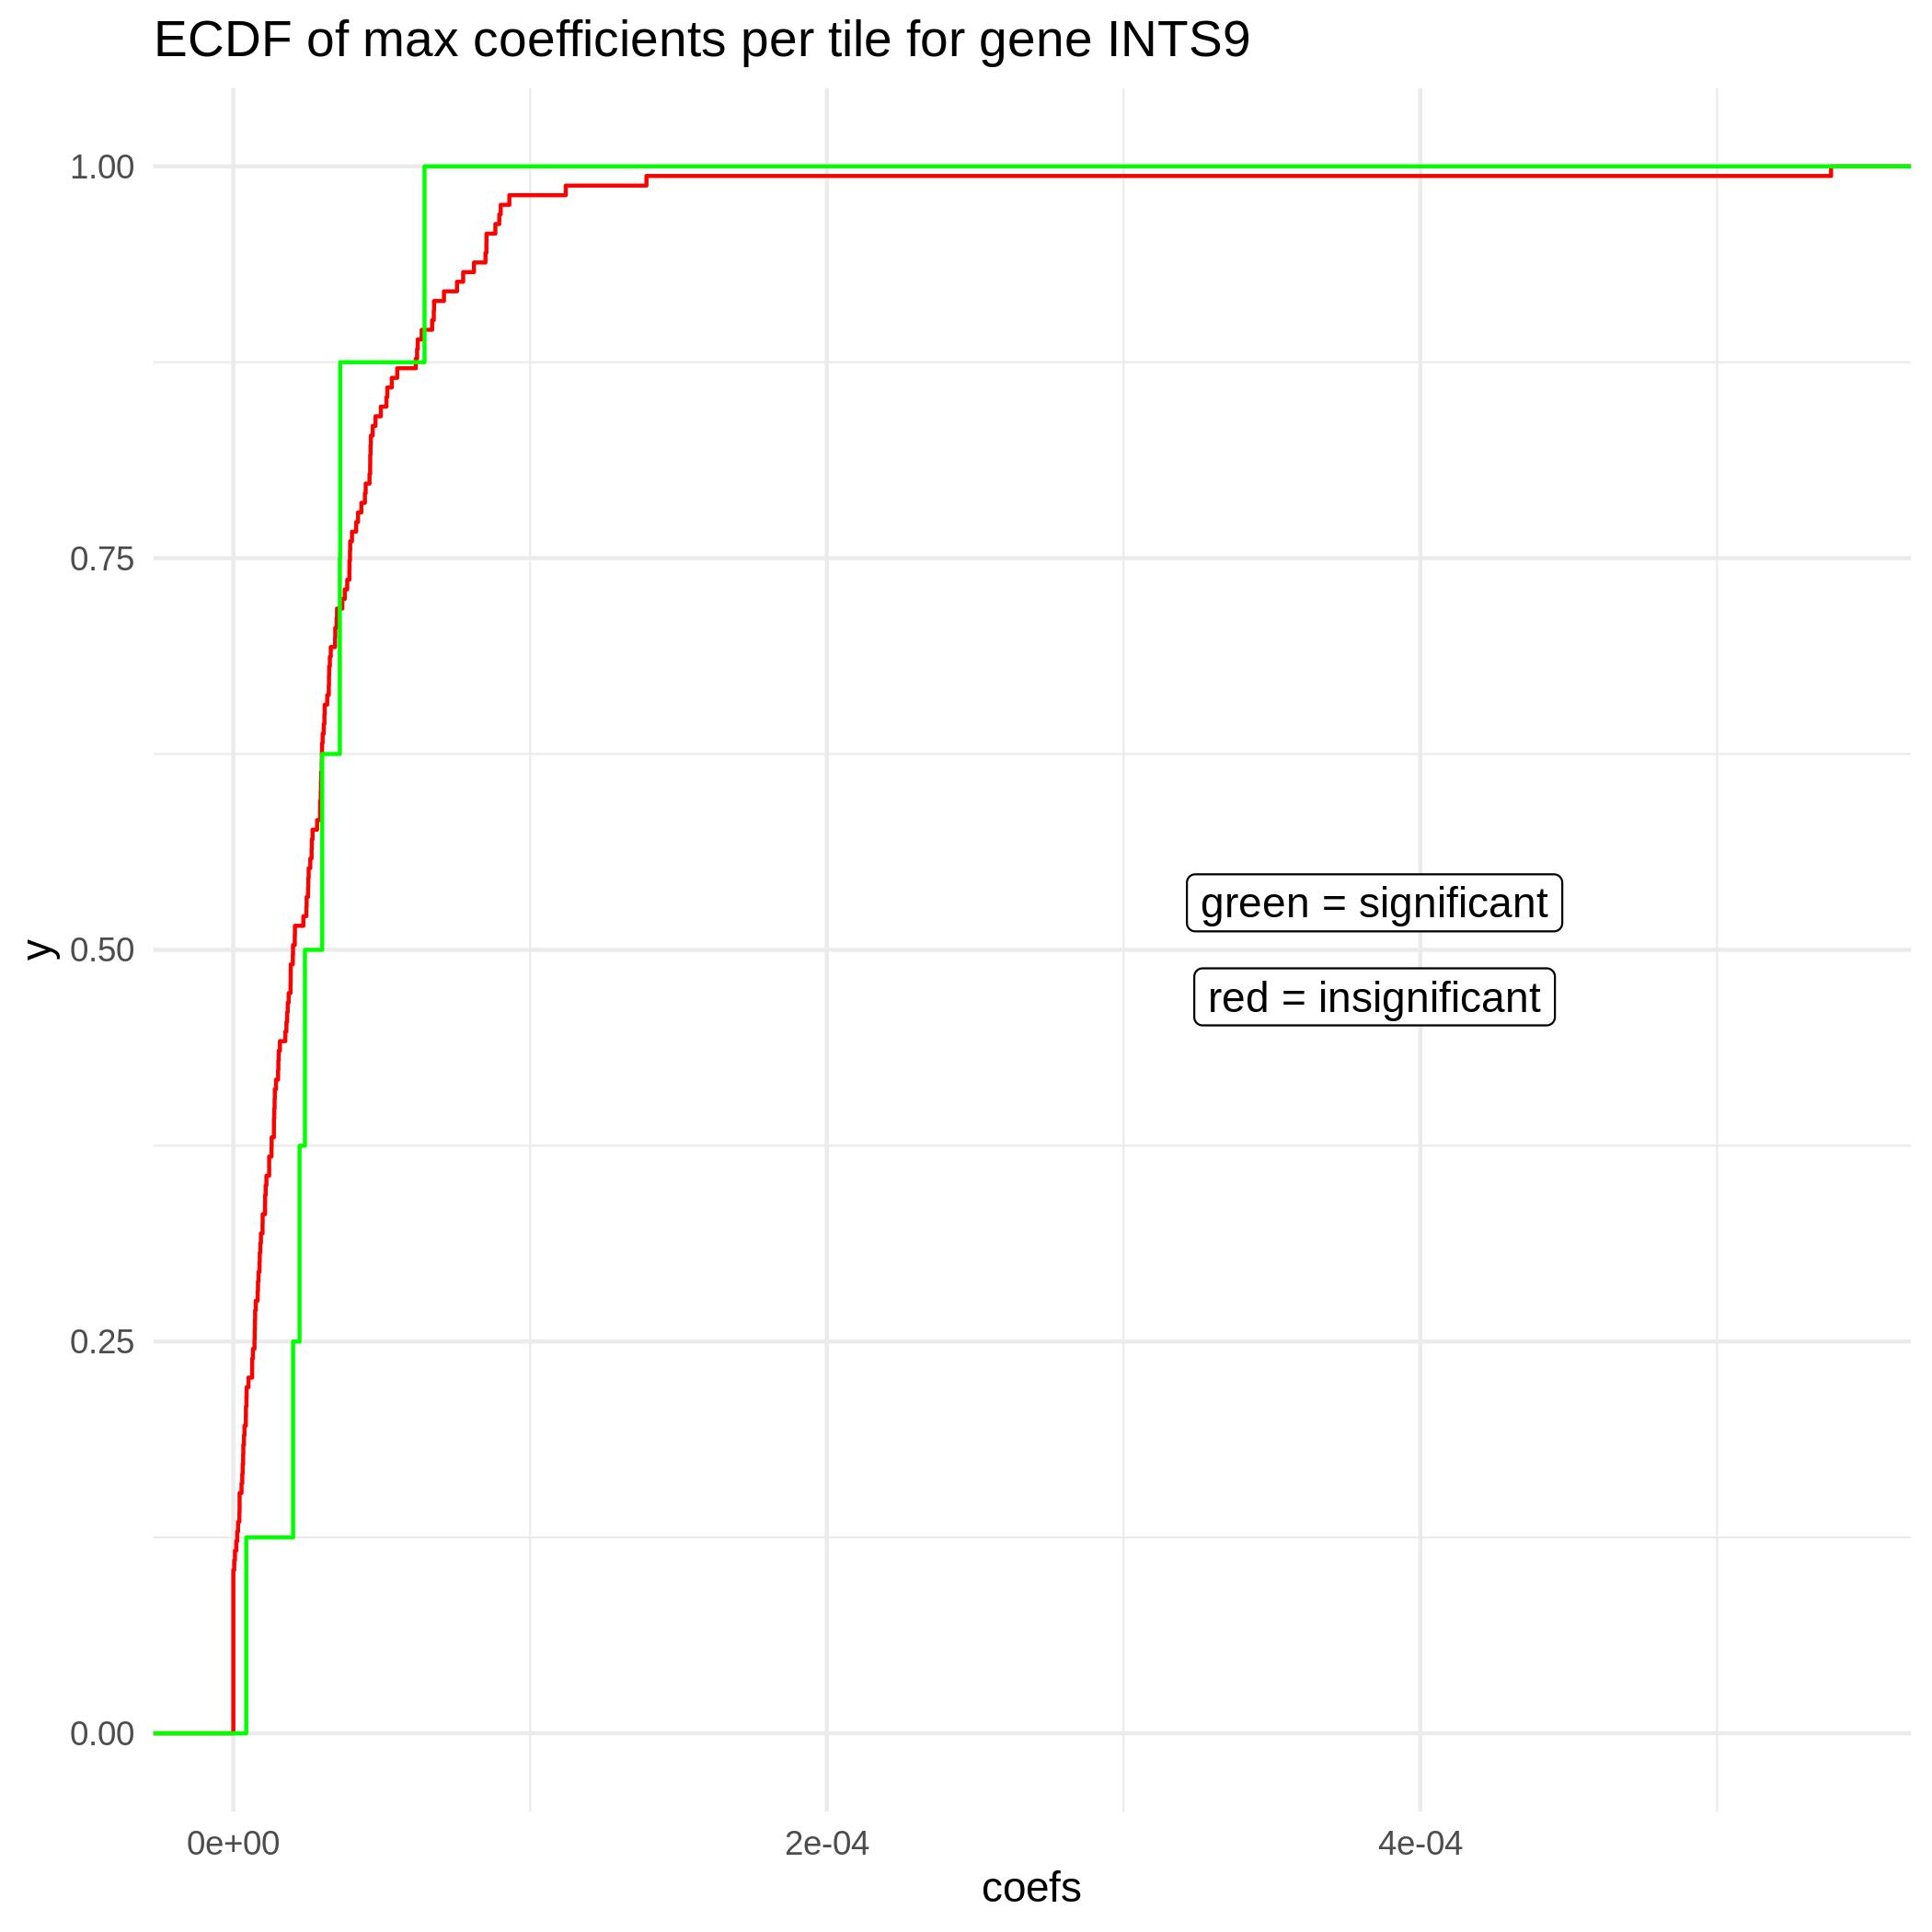 ECDF of max coefficients per tile for gene INTS9
1.00
0.75
0.50
0.25
0.00
y
green = significant
red = insignificant
0e+00 2e-04 4e-04
coefs